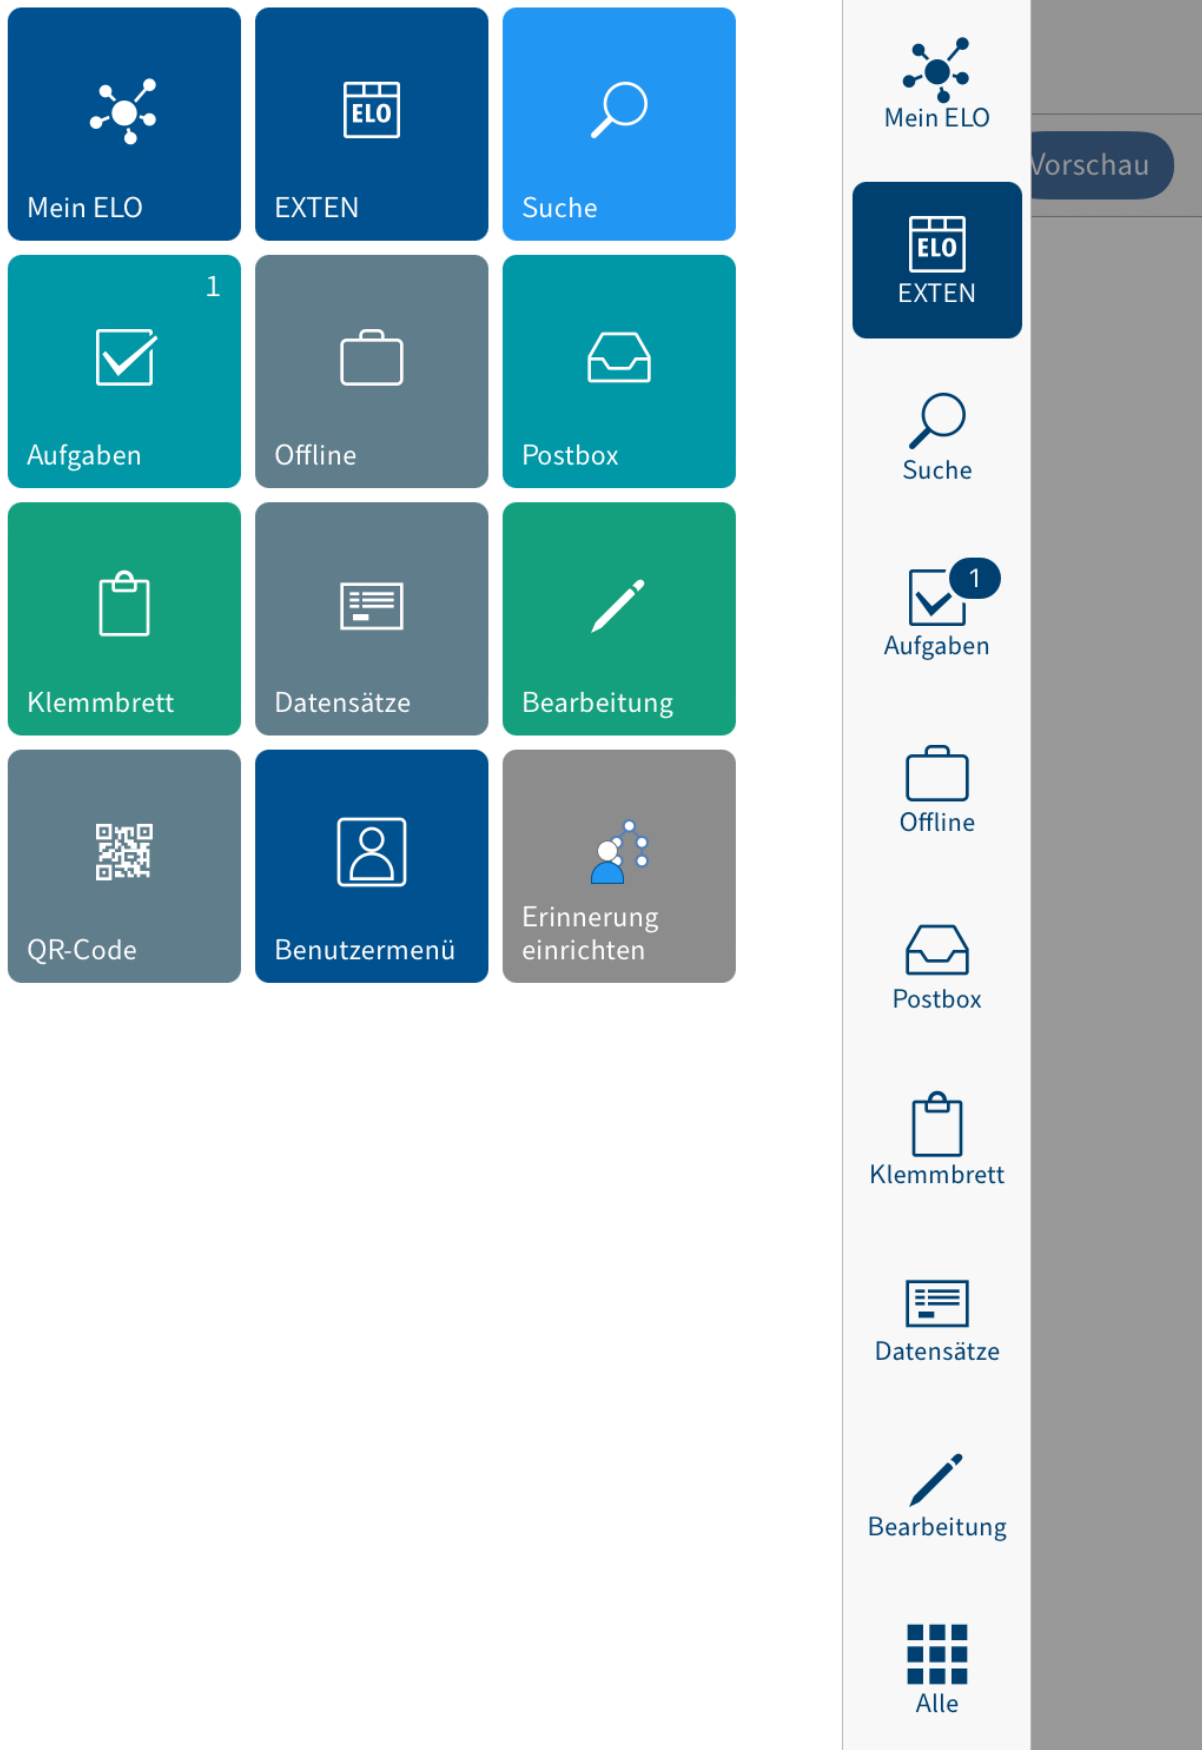 Mein ELO
ELO
EXTEN
Suche
1
Aufgaben
Offline
Postbox
Klemmbrett
Datensätze
Bearbeitung
QR-Code
Benutzermenü
Erinnerung
einrichten
Mein ELO
ELO
EXTEN
Suche
1
Aufgaben
Offline
Postbox
Klemmbrett
Datensätze
Bearbeitung
Alle
Vorschau